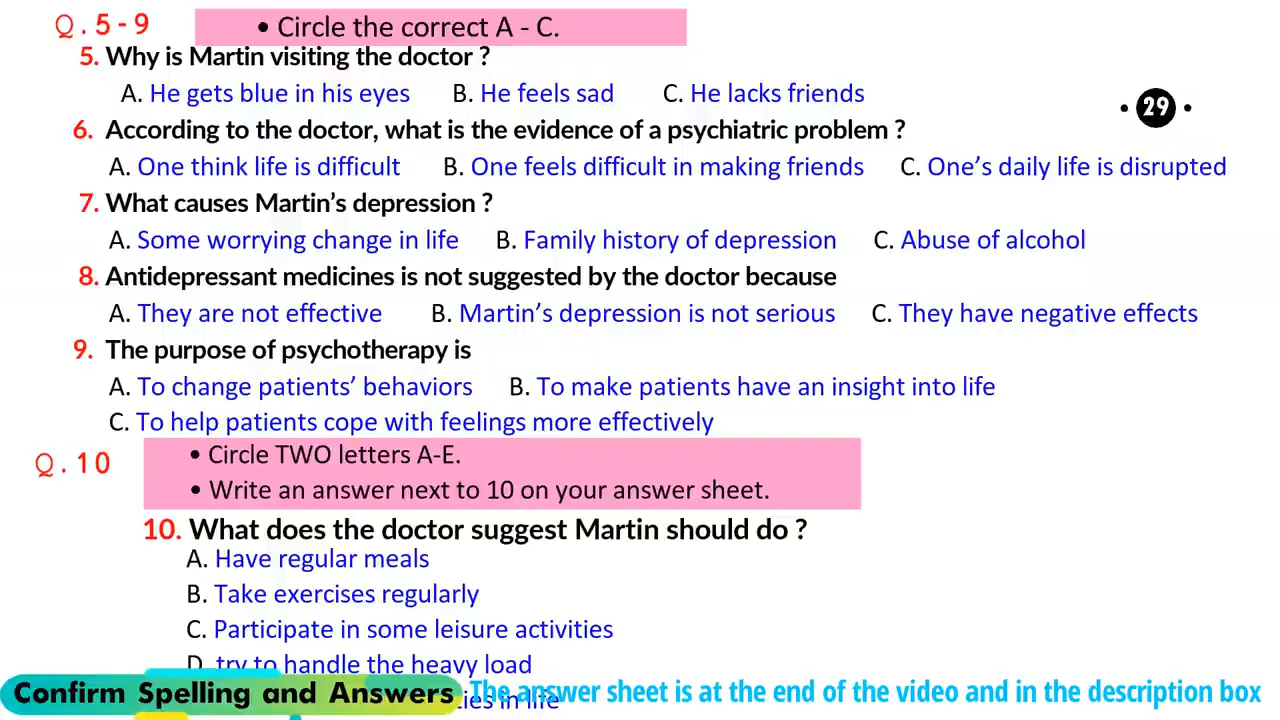 Q.5-9
• Circle the correct A - C.
5. Why is Martin visiting the doctor ?
A. He gets blue in his eyes B. He feels sad C. He lacks friends
• 29 •
6. According to the doctor, what is the evidence of a psychiatric problem ?
A. One think life is difficult B. One feels difficult in making friends C. One's daily life is disrupted
7. What causes Martin's depression ?
A. Some worrying change in life B. Family history of depression C. Abuse of alcohol
8. Antidepressant medicines is not suggested by the doctor because
A. They are not effective B. Martin's depression is not serious C. They have negative effects
9. The purpose of psychotherapy is
A. To change patients' behaviors B. To make patients have an insight into life
C. To help patients cope with feelings more effectively
Q.10
• Circle TWO letters A-E.
• Write an answer next to 10 on your answer sheet.
10. What does the doctor suggest Martin should do ?
A. Have regular meals
B. Take exercises regularly
C. Participate in some leisure activities
D. try to handle the heavy load
in life
Confirm Spelling and Answers
The answer sheet is at the end of the video and in the description box